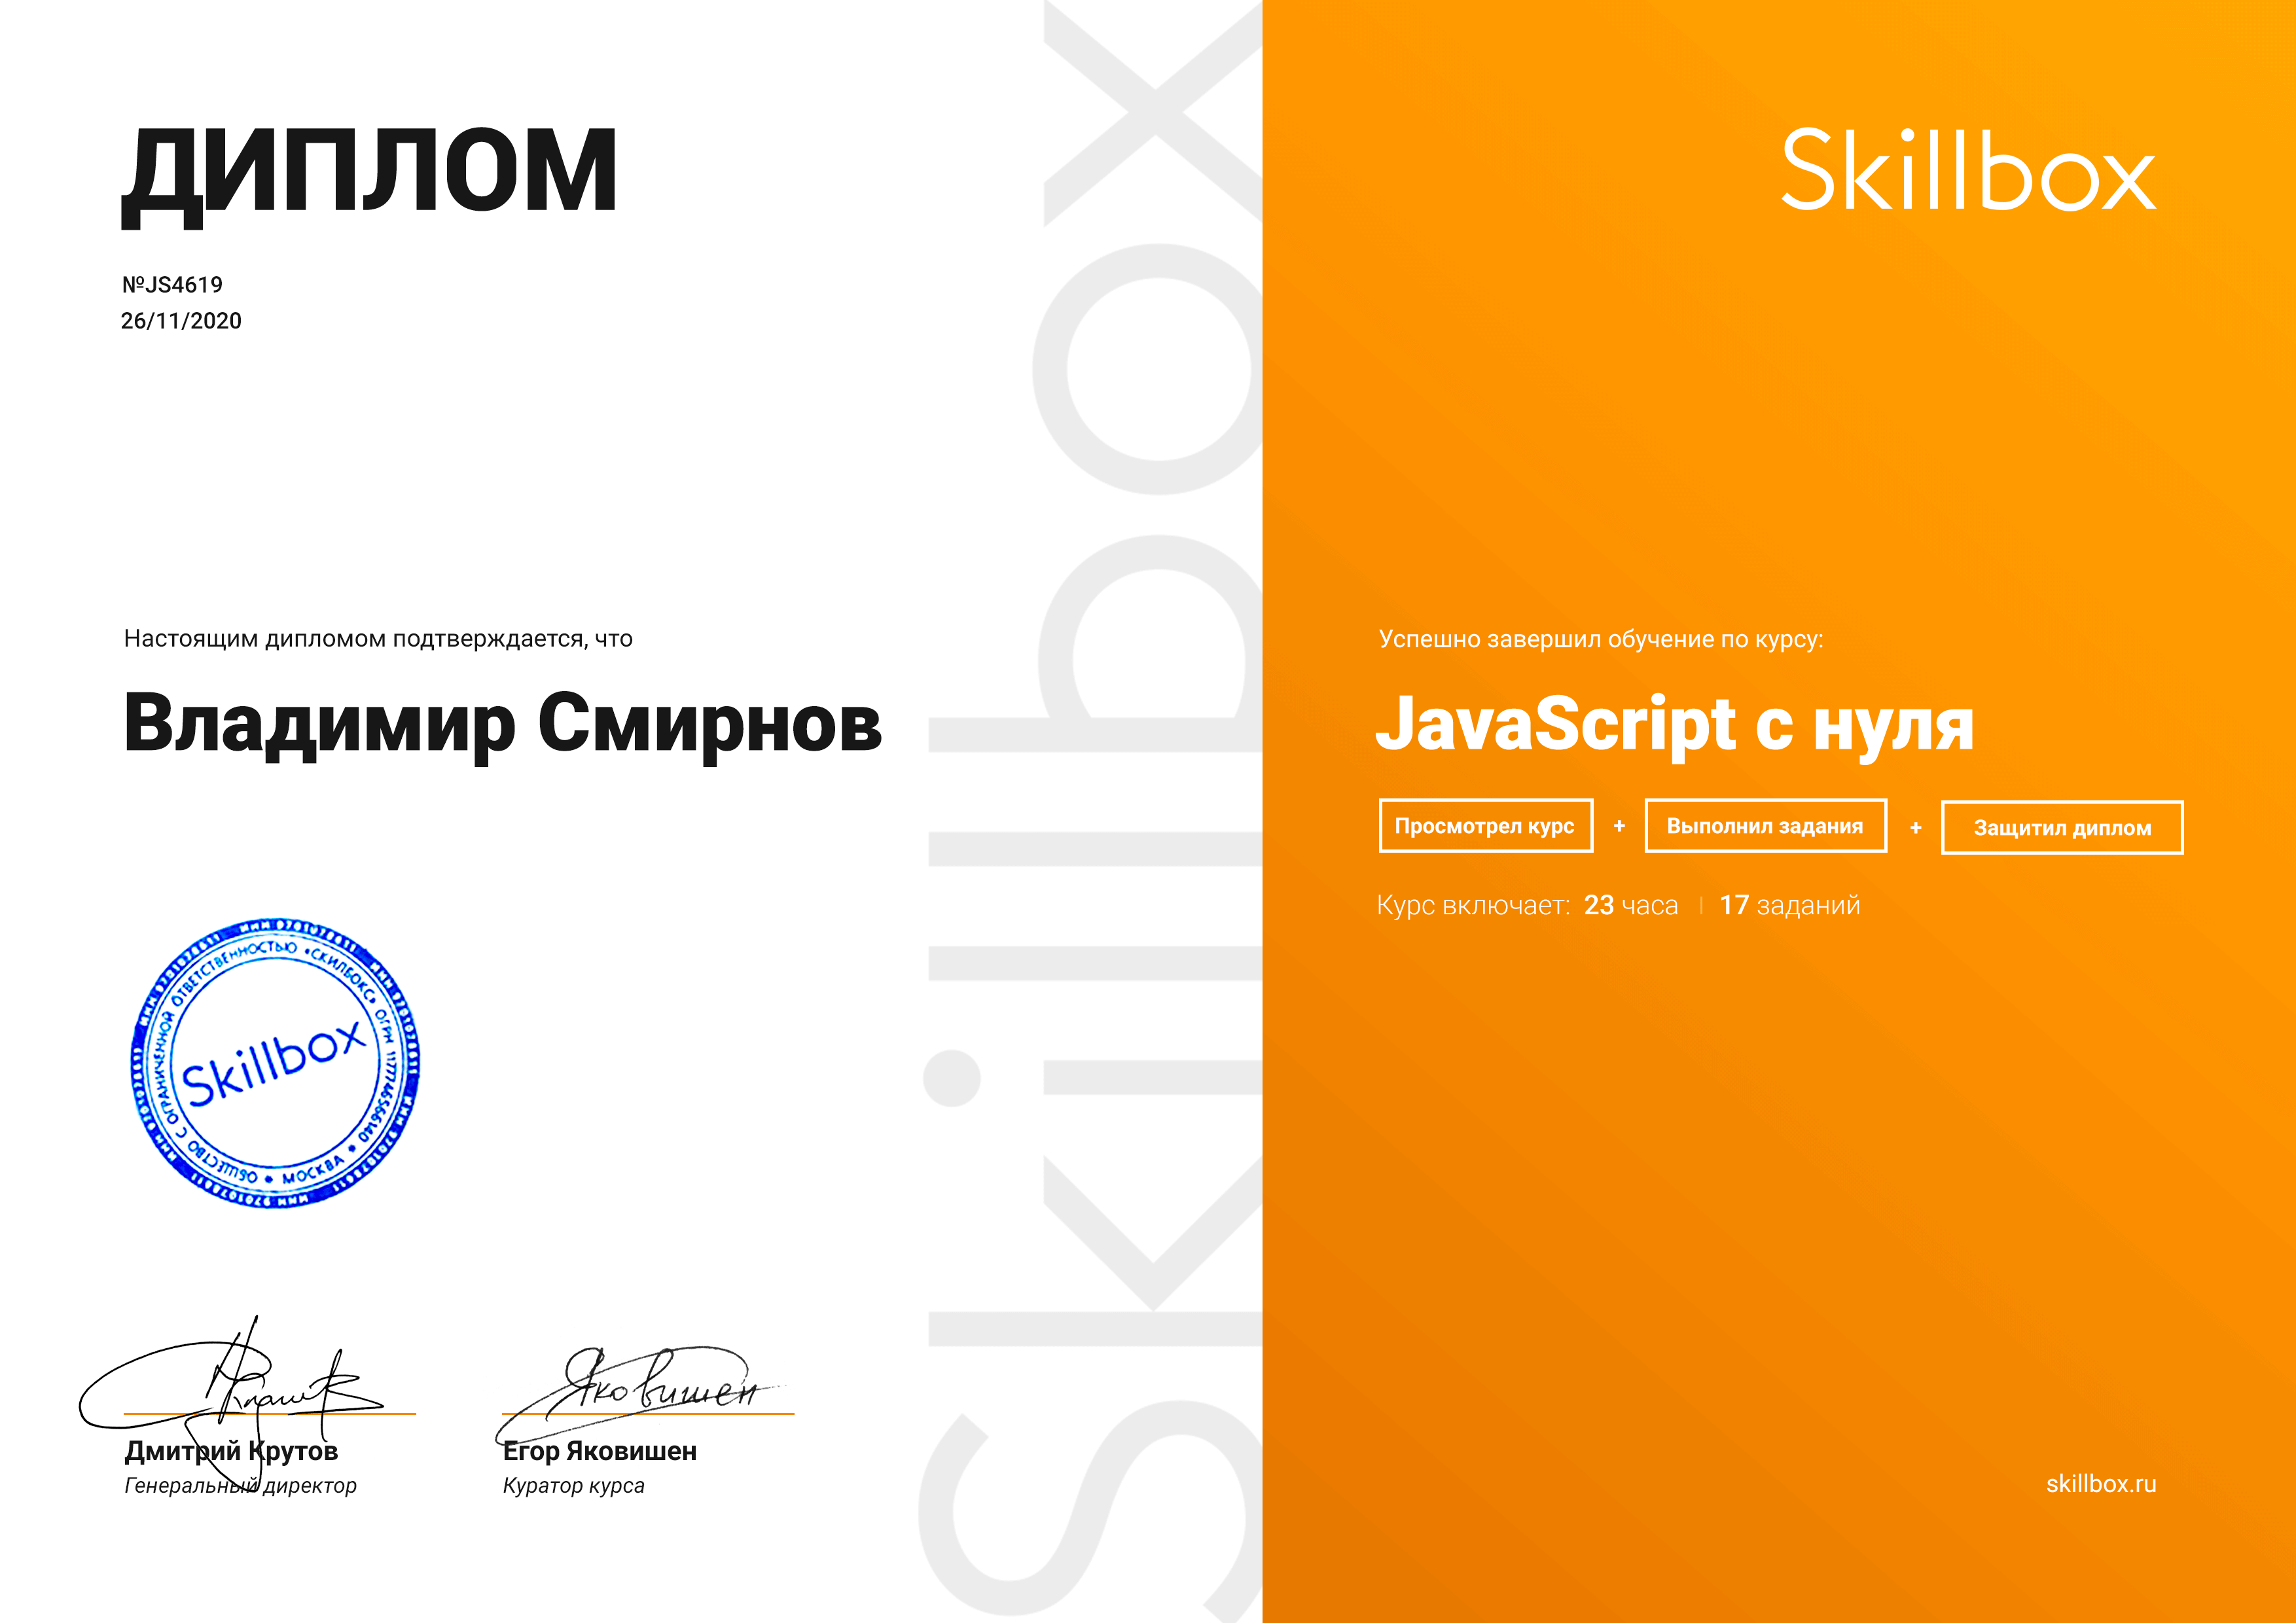 ДИПЛОМ
№JS4619
26/11/2020
Настоящим дипломом подтверждается, что
Владимир Смирнов
ОБЩЕСТВО С ОГРАНИЧЕННОЙ ОТВЕТСТВЕННОСТЬЮ «СКИЛБОКС» ОГРН 1177746566140 * МОСКВА *
Skillbox
Дмитрий Крутов
Генеральный директор
Яковишен
Егор Яковишен
Куратор курса
Skillbox
Skillbox
Успешно завершил обучение по курсу:
JavaScript с нуля
Просмотрел курс + Выполнил задания + Защитил диплом
Курс включает: 23 часа | 17 заданий
skillbox.ru